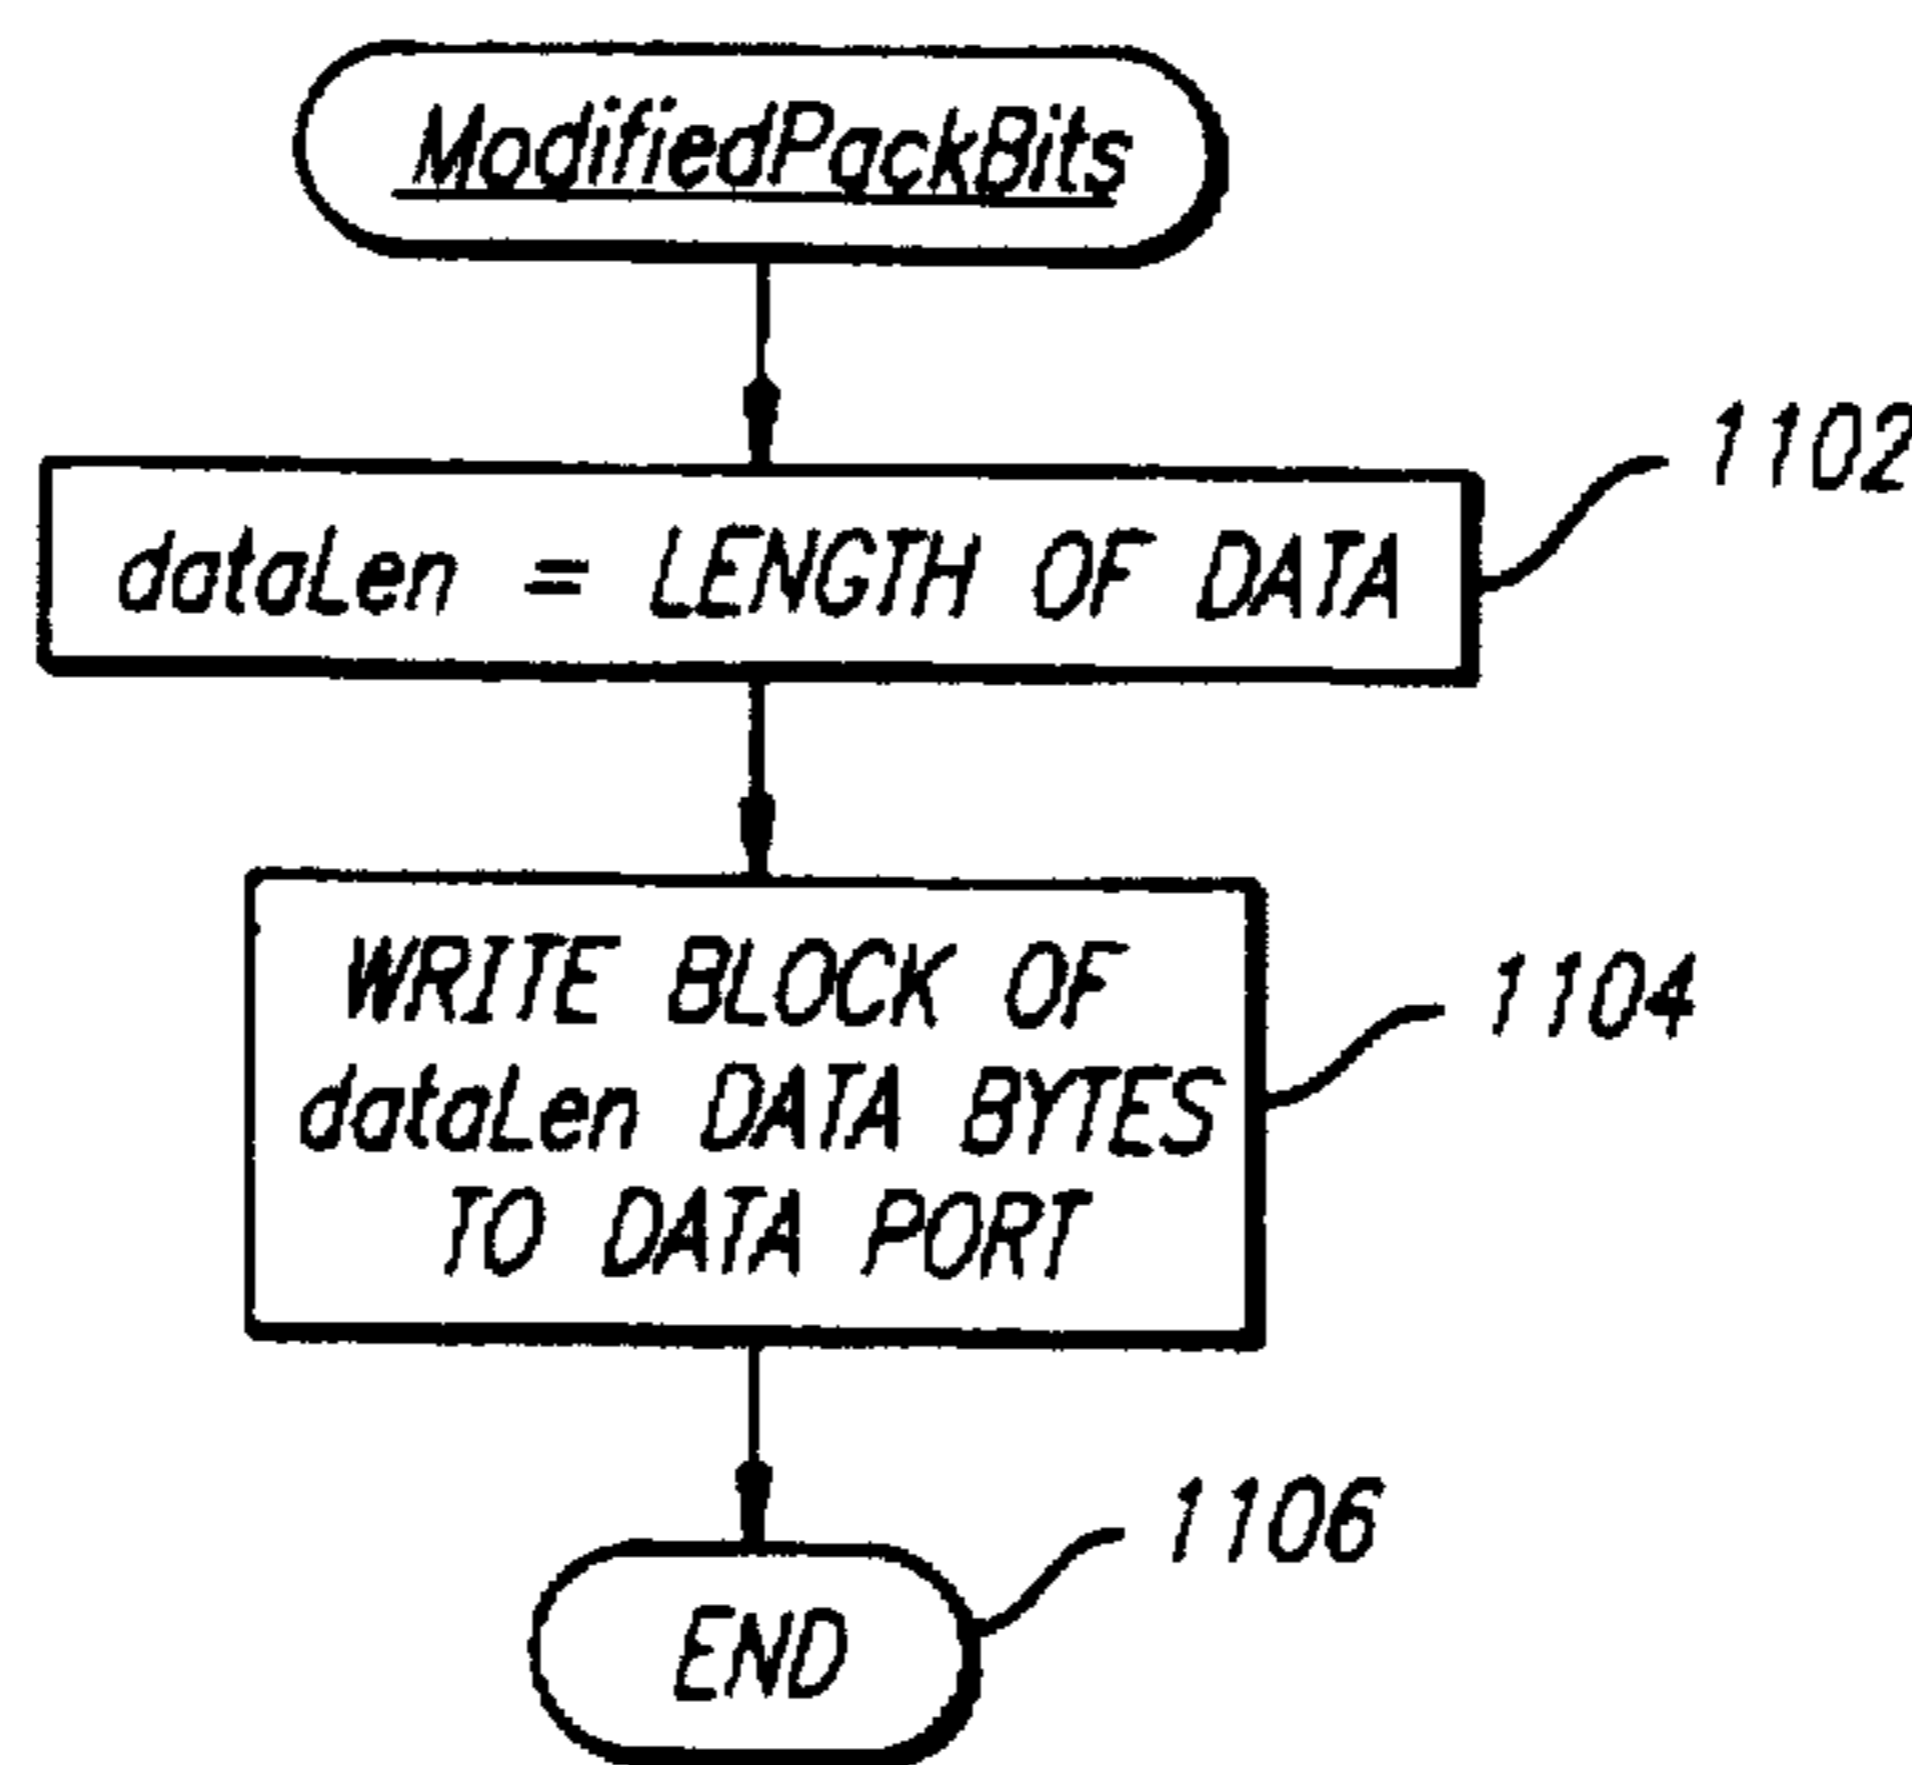 ModifiedPackBits
1102
dataLen = LENGTH OF DATA
WRITE BLOCK OF
dataLen DATA BYTES
TO DATA PORT
1104
1106
END